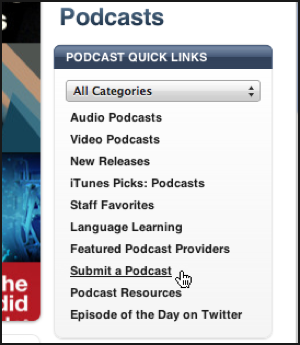 Podcasts
PODCAST QUICK LINKS
All Categories
Audio Podcasts
Video Podcasts
New Releases
iTunes Picks: Podcasts
Staff Favorites
Language Learning
Featured Podcast Providers
Submit a Podcast
Podcast Resources
Episode of the Day on Twitter
he
did